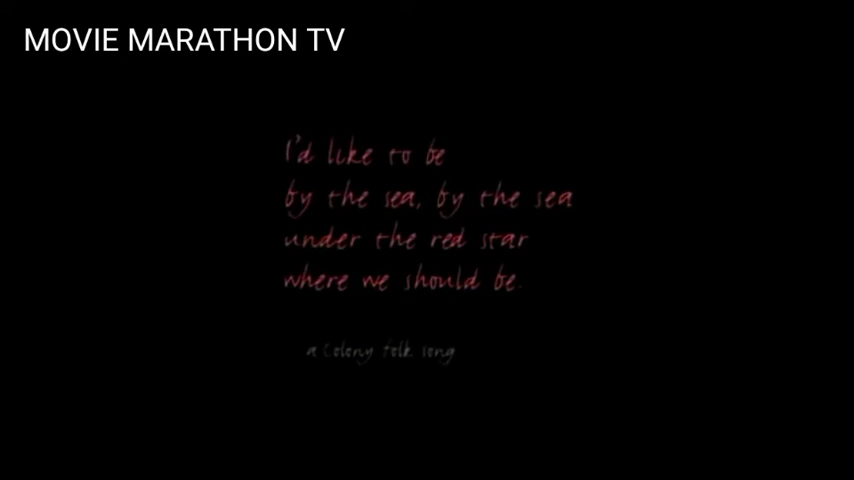 MOVIE MARATHON TV
I'd like to be
by the sea, by the sea
under the red star
where we should be.
a Colony folk song